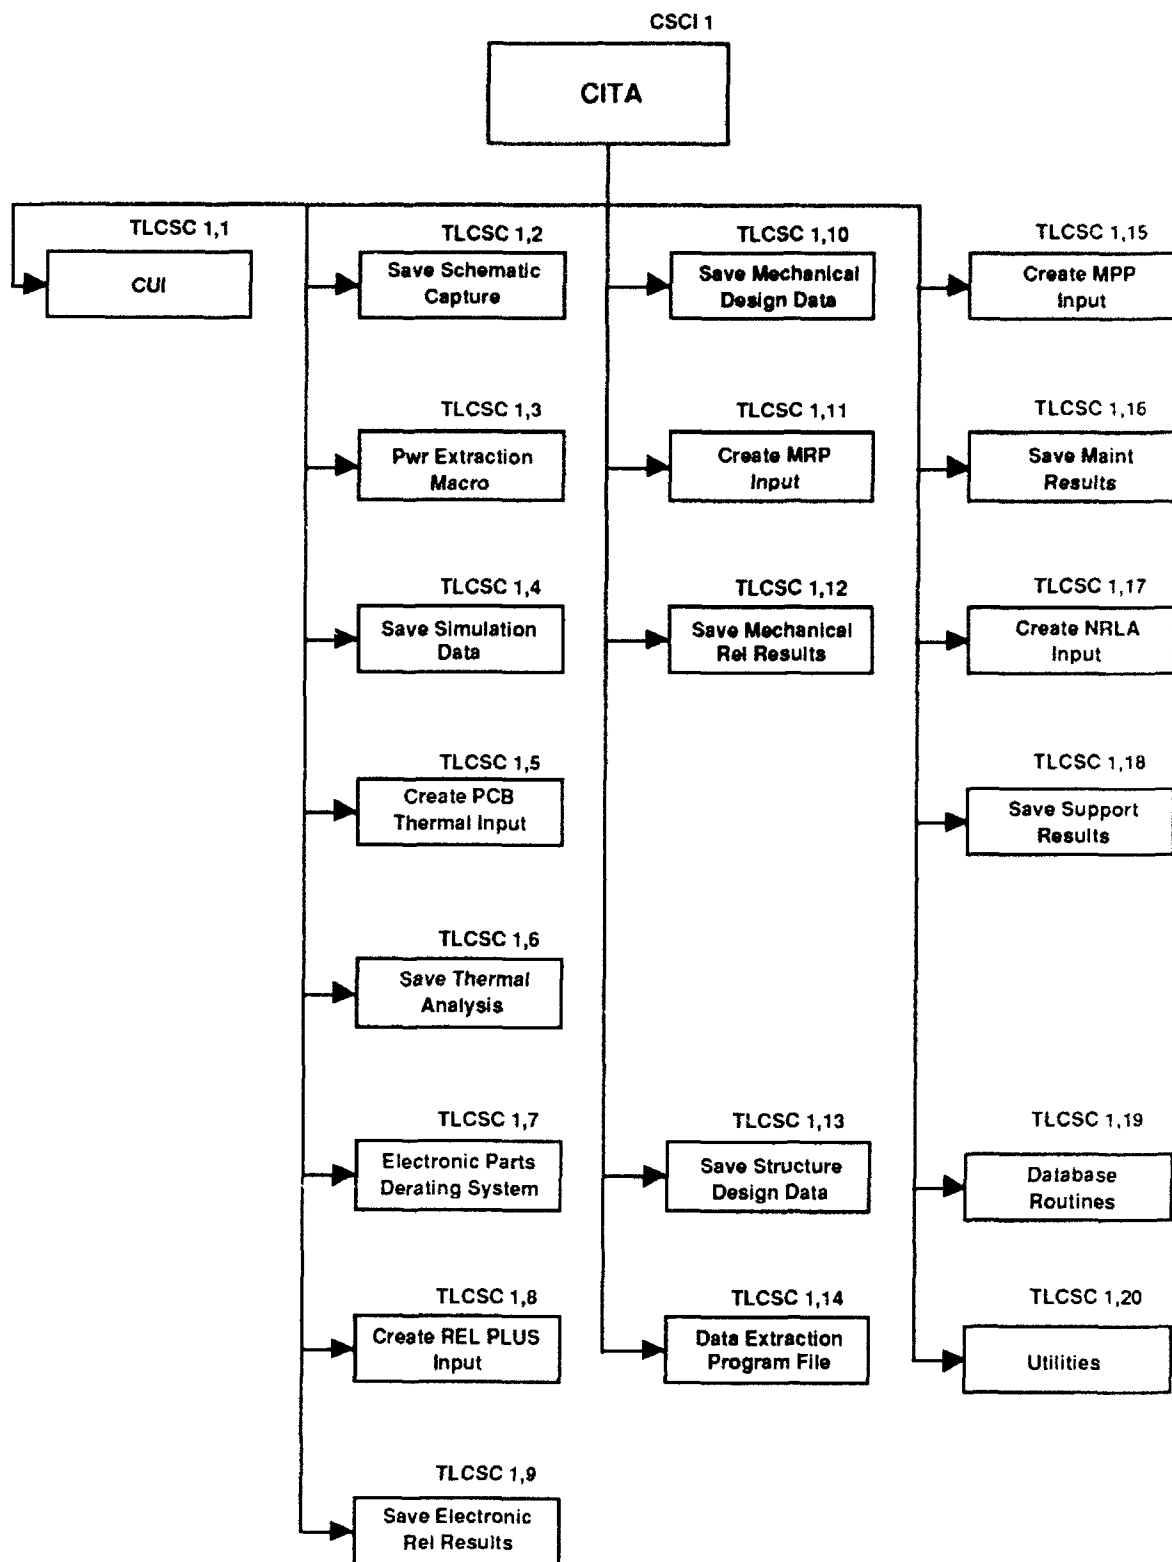 CSCI 1
CITA
TLCSC 1,1
CUI
TLCSC 1,2
Save Schematic
Capture
TLCSC 1,3
Pwr Extraction
Macro
TLCSC 1,4
Save Simulation
Data
TLCSC 1,5
Create PCB
Thermal Input
TLCSC 1,6
Save Thermal
Analysis
TLCSC 1,7
Electronic Parts
Derating System
TLCSC 1,8
Create REL PLUS
Input
TLCSC 1,9
Save Electronic
Rel Results
TLCSC 1,10
Save Mechanical
Design Data
TLCSC 1,11
Create MRP
Input
TLCSC 1,12
Save Mechanical
Rel Results
TLCSC 1,13
Save Structure
Design Data
TLCSC 1,14
Data Extraction
Program File
TLCSC 1,15
Create MPP
Input
TLCSC 1,16
Save Maint
Results
TLCSC 1,17
Create NRLA
Input
TLCSC 1,18
Save Support
Results
TLCSC 1,19
Database
Routines
TLCSC 1,20
Utilities